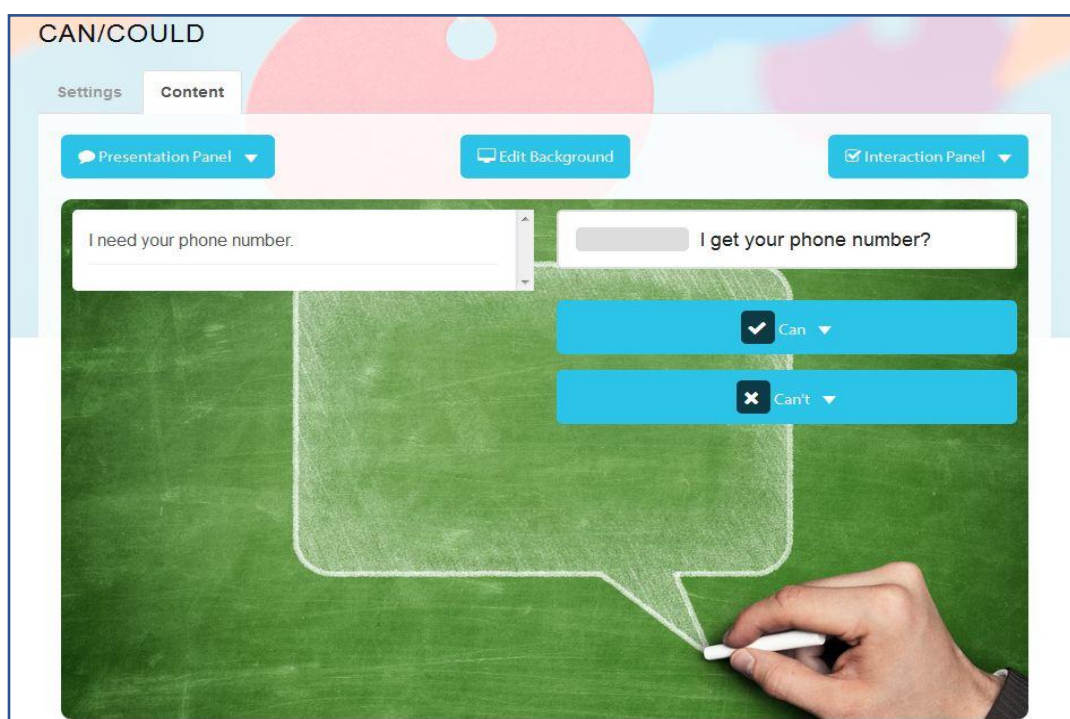 CAN/COULD
Settings Content
Presentation Panel Edit Background Interaction Panel
I need your phone number.
I get your phone number?
Can
Can't